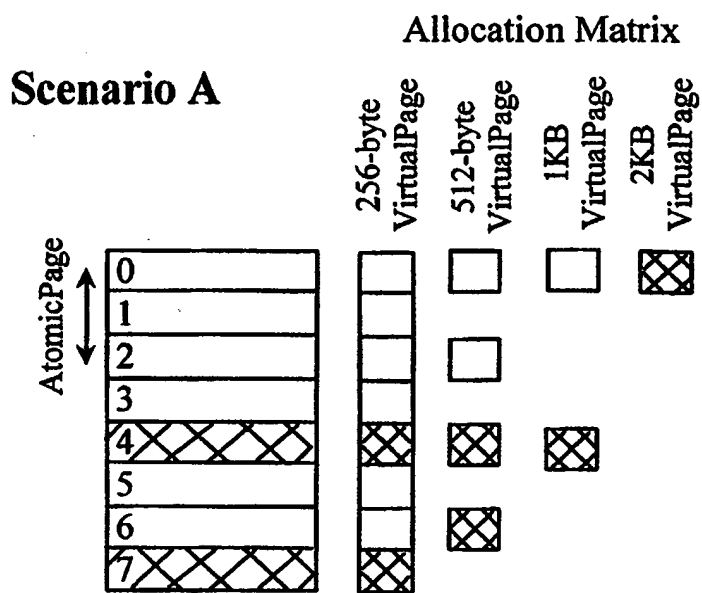 Allocation Matrix
Scenario A
256-byte
VirtualPage
512-byte
VirtualPage
1KB
VirtualPage
2KB
VirtualPage
AtomicPage
0
1
2
3
4
5
6
7